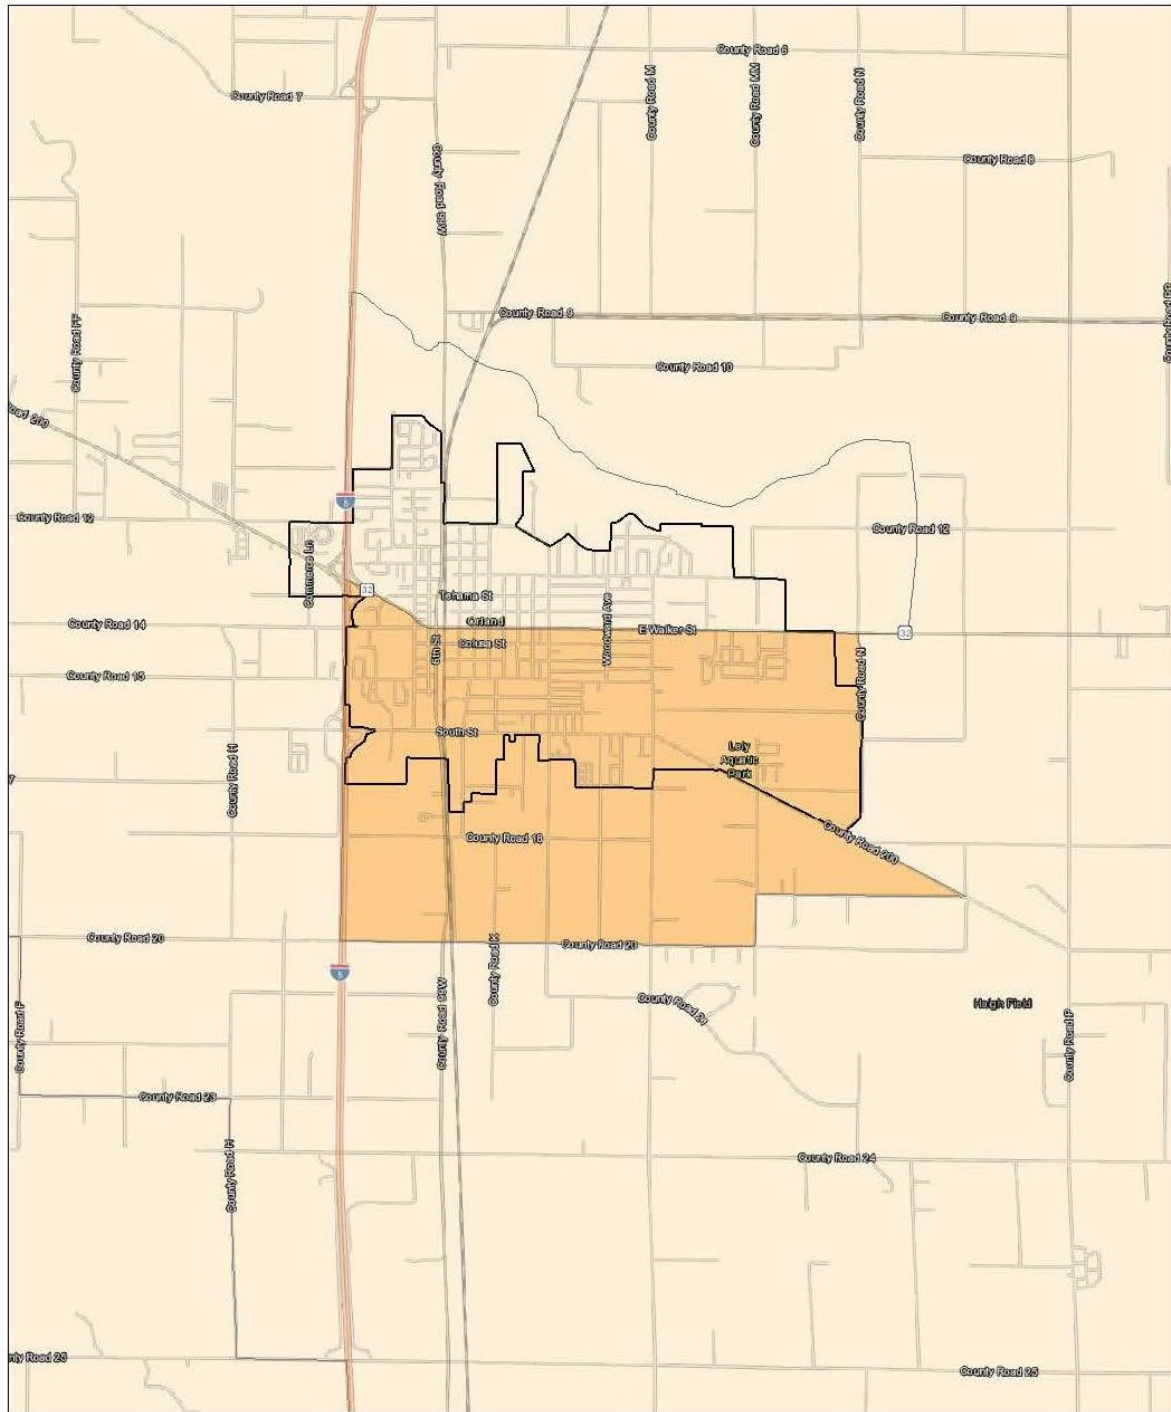 County Road 6
County Road 7
County Road M
County Road MM
County Road N
County Road 99W
County Road 8
County Road 9
County Road 9
County Road FF
County Road 10
Road 200
5
County Road 12
County Road 12
Commerce Ln
32
Tehama St
Orland
County Road 14
E Walker St
32
6th St
Colusa St
Woodward Ave
County Road 15
County Road N
South St
Lely
Aquatic
Park
County Road H
County Road 18
County Road 200
County Road 20
County Road 20
County Road K
5
County Road 99W
County Road 21
Haigh Field
County Road F
County Road P
County Road 23
County Road H
County Road 24
nty Road 25
County Road 25